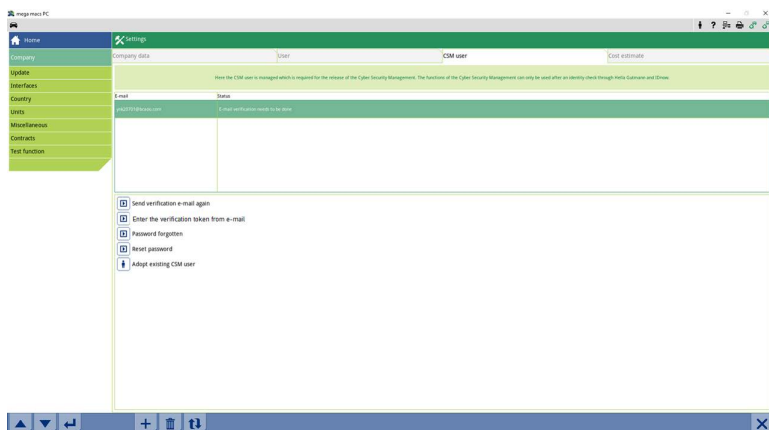 mega macs PC
Home
Settings
Company
Company data
User
CSM user
Cost estimate
Update
Interfaces
Country
Units
Miscellaneous
Contracts
Test function
Here the CSM user is managed which is required for the release of the Cyber Security Management. The functions of the Cyber Security Management can only be used after an identity check through Hella Gutmann and IDnow.
E-mail
Status
E-mail verification needs to be done
Send verification e-mail again
Enter the verification token from e-mail
Password forgotten
Reset password
Adopt existing CSM user